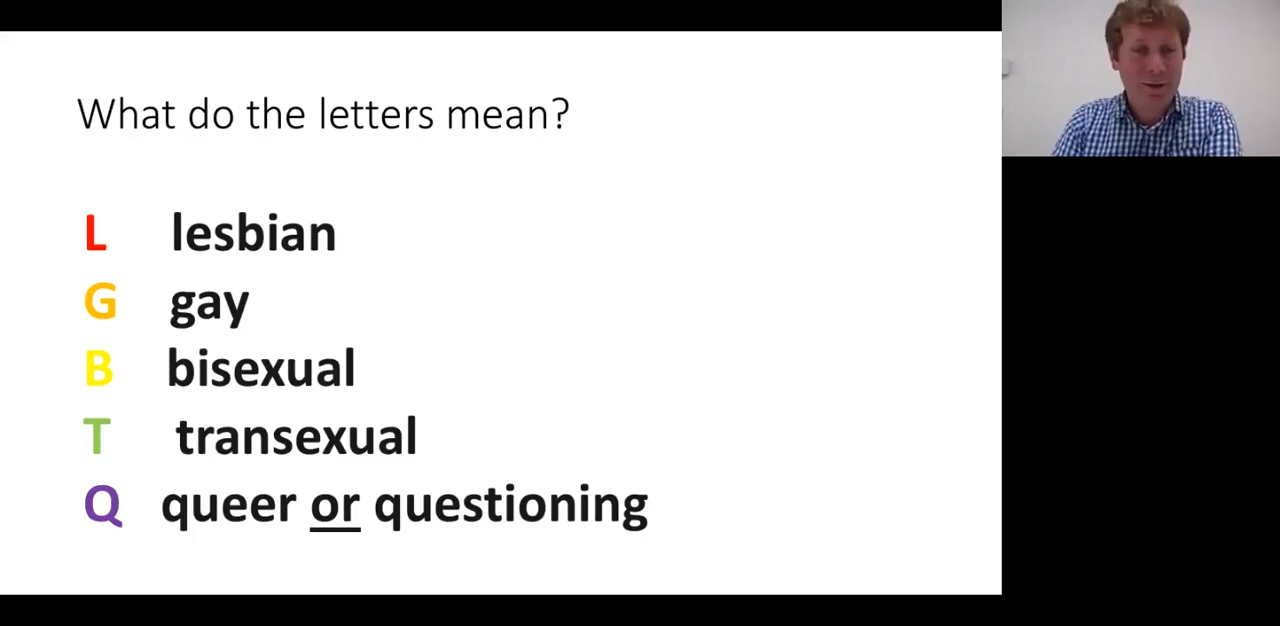 What do the letters mean?
L lesbian
G gay
B bisexual
T transexual
Q queer or questioning